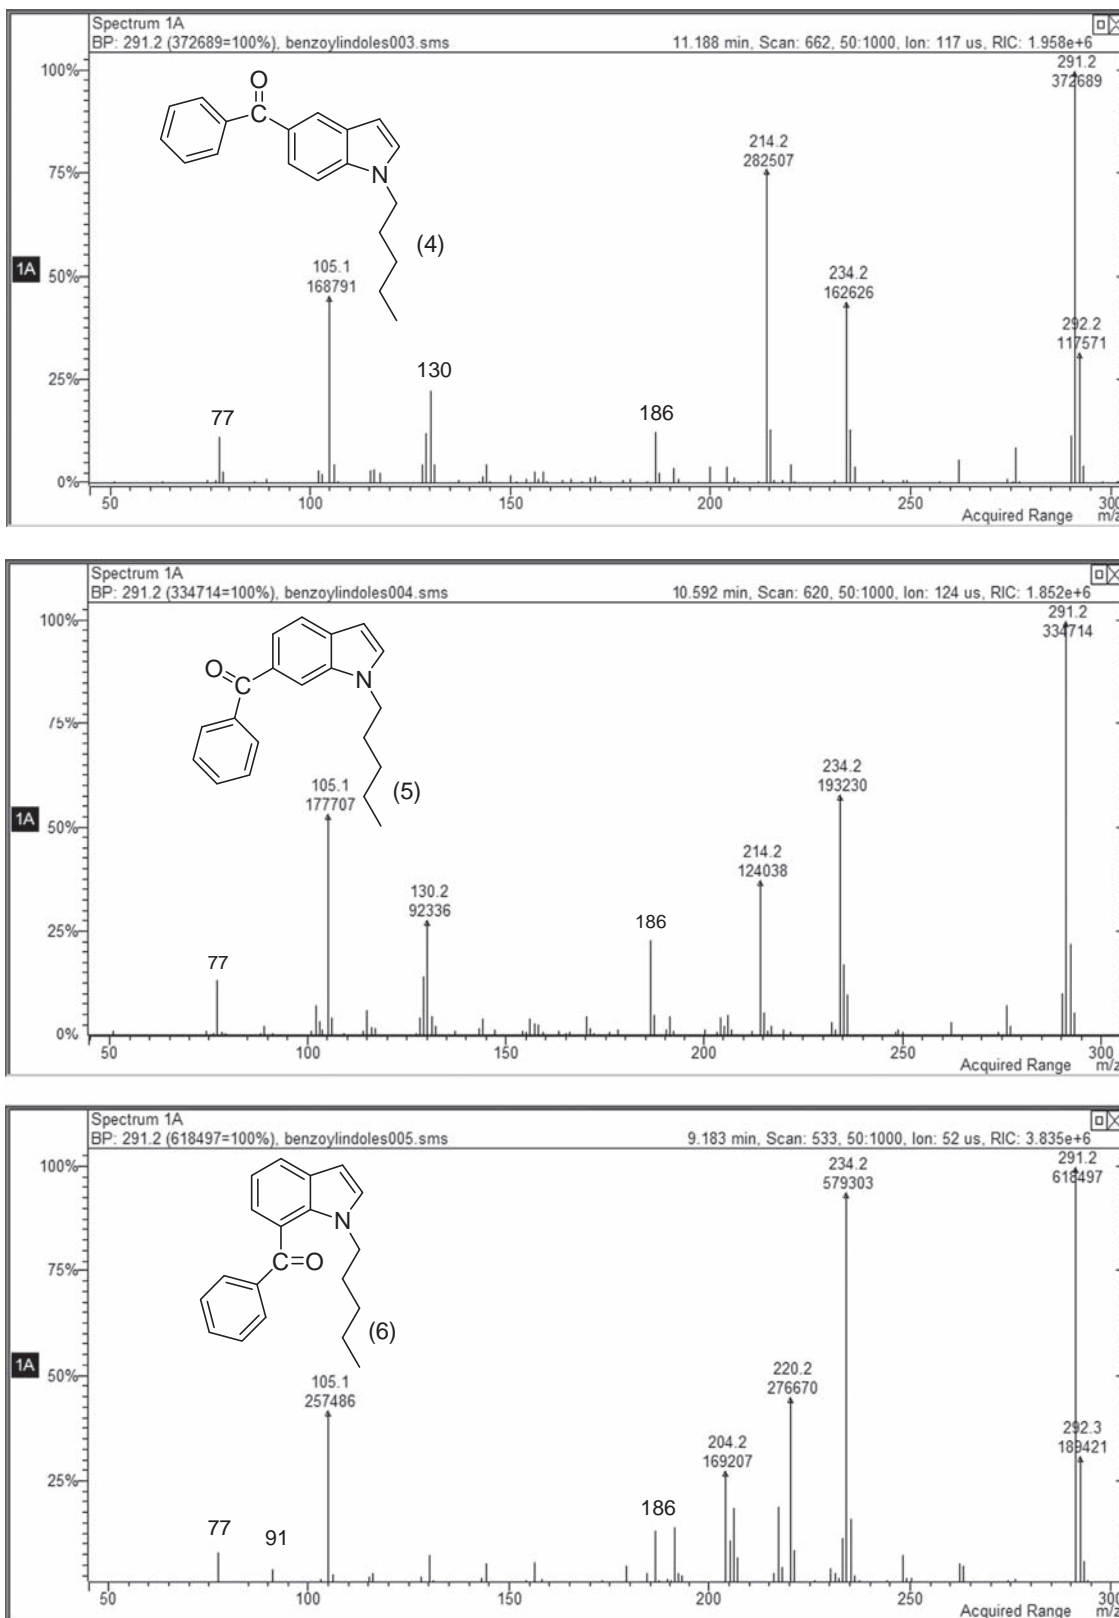 Spectrum 1A
BP: 291.2 (372689=100%), benzoylindoles003.sms 11.188 min, Scan: 662, 50:1000, Ion: 117 us, RIC: 1.958e+6
100%
291.2
372689
O
C
N
(4)
75%
214.2
282507
1A
50%
105.1
168791
234.2
162626
292.2
117571
25%
77
130
186
0%
50 100 150 200 250 300
Acquired Range m/z
Spectrum 1A
BP: 291.2 (334714=100%), benzoylindoles004.sms 10.592 min, Scan: 620, 50:1000, Ion: 124 us, RIC: 1.852e+6
100%
291.2
334714
O
C
N
(5)
75%
234.2
193230
1A
50%
105.1
177707
214.2
124038
130.2
92336
25%
186
77
0%
50 100 150 200 250 300
Acquired Range m/z
Spectrum 1A
BP: 291.2 (618497=100%), benzoylindoles005.sms 9.183 min, Scan: 533, 50:1000, Ion: 52 us, RIC: 3.835e+6
100%
234.2
579303
291.2
618497
N
C=O
(6)
75%
1A
50%
105.1
257486
220.2
276670
204.2
169207
292.3
189421
25%
77
91
186
50 100 150 200 250 300
Acquired Range m/z